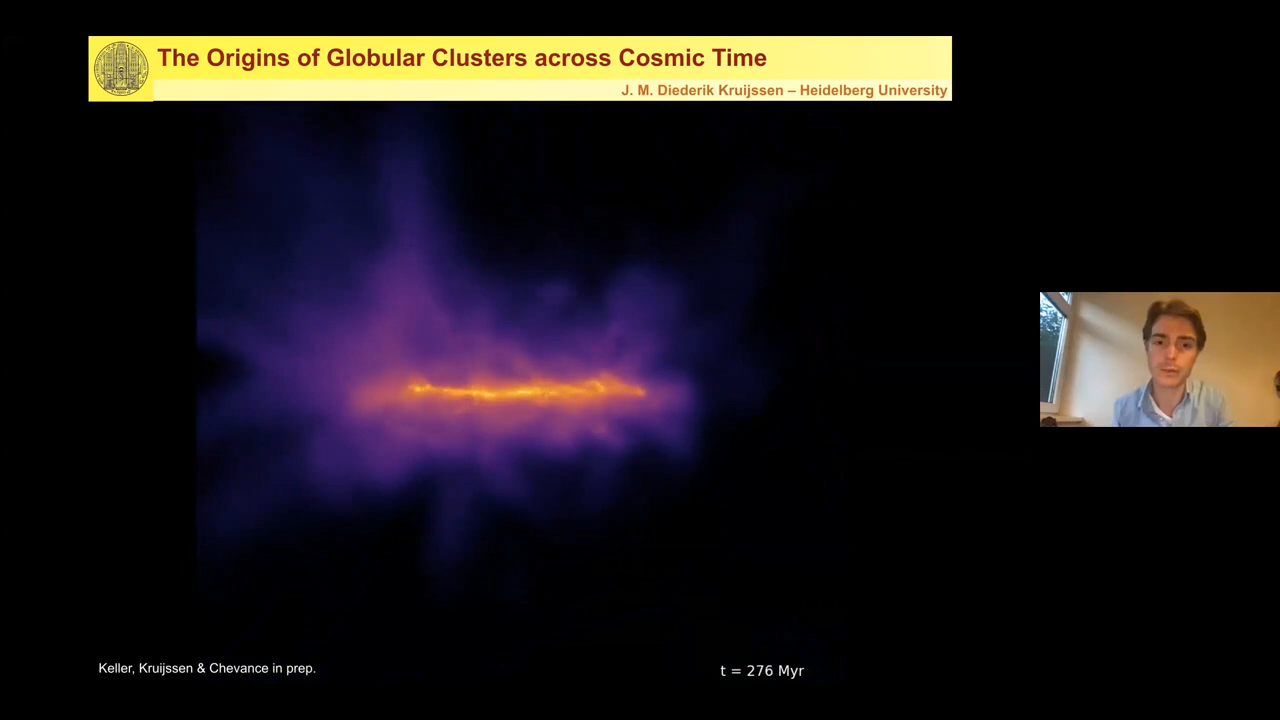 The Origins of Globular Clusters across Cosmic Time
J. M. Diederik Kruijssen – Heidelberg University
Keller, Kruijssen & Chevance in prep.
t = 276 Myr